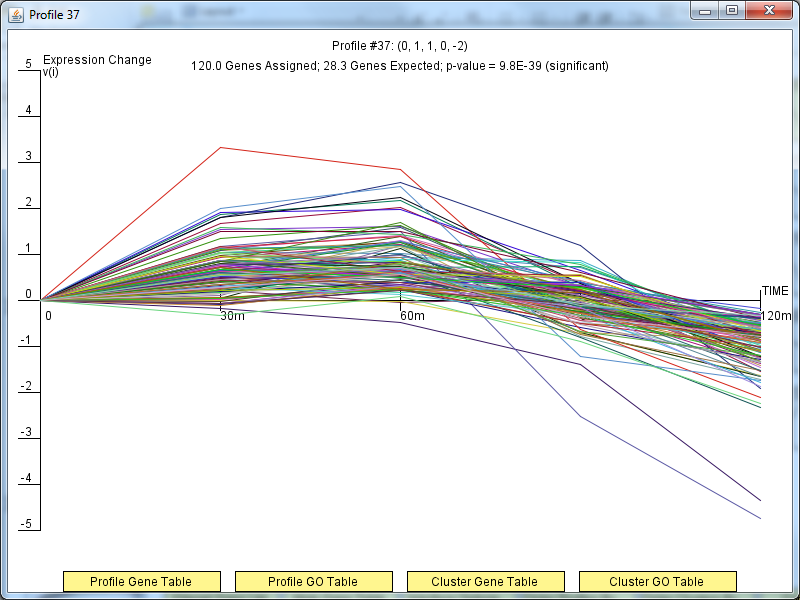 Profile 37
Profile #37: (0, 1, 1, 0, -2)
120.0 Genes Assigned; 28.3 Genes Expected; p-value = 9.8E-39 (significant)
Expression Change
v(i)
5
4
3
2
1
0
-1
-2
-3
-4
-5
TIME
0 30m 60m 120m
Profile Gene Table Profile GO Table Cluster Gene Table Cluster GO Table